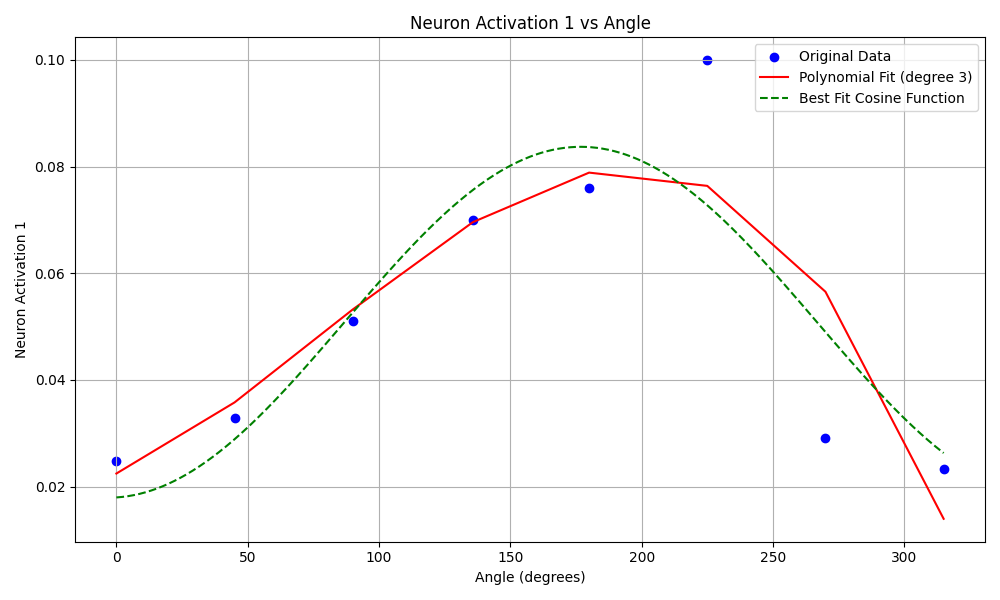 Neuron Activation 1 vs Angle
Original Data
Polynomial Fit (degree 3)
Best Fit Cosine Function
Neuron Activation 1
0.10
0.08
0.06
0.04
0.02
0
50
100
150
200
250
300
Angle (degrees)